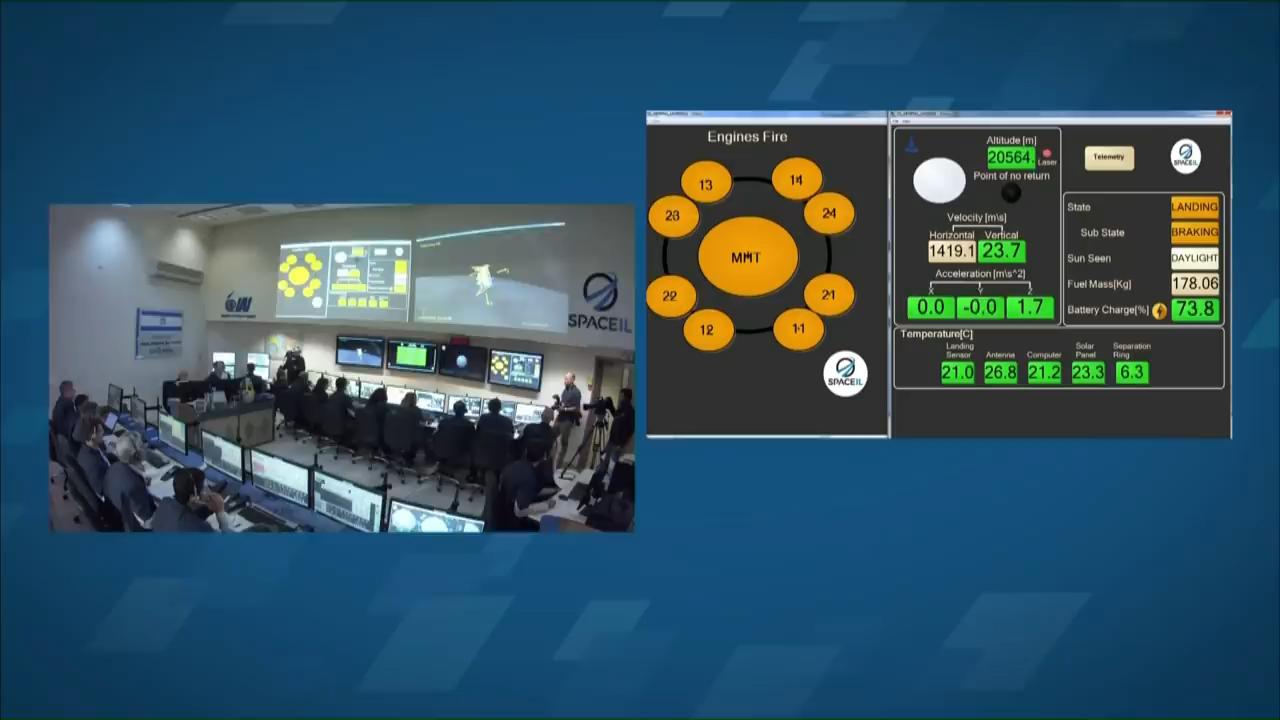 Engines Fire
13
14
23
24
MHT
22
21
12
11
SPACEIL
Altitude [m]
20564.
Laser
Point of no return
Velocity [m\s]
Horizontal
Vertical
1419.1
23.7
Acceleration [m\s^2]
X
Y
Z
0.0
-0.0
1.7
Telemetry
SPACEIL
State
LANDING
Sub State
BRAKING
Sun Seen
DAYLIGHT
Fuel Mass[Kg]
178.06
Battery Charge[%]
73.8
Temperature[C]
Landing Sensor
Antenna
Computer
Solar Panel
Separation Ring
21.0
26.8
21.2
23.3
6.3
SPACEIL